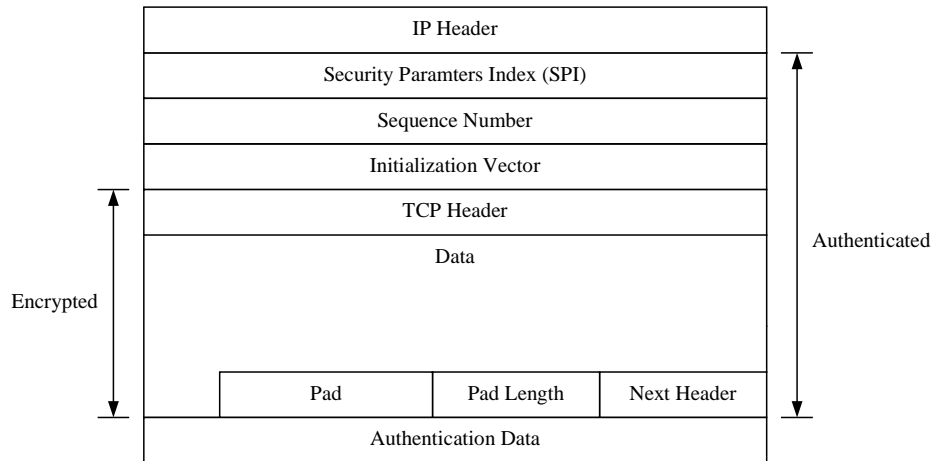 IP Header
Security Paramters Index (SPI)
Sequence Number
Initialization Vector
TCP Header
Data
Authenticated
Encrypted
Pad
Pad Length
Next Header
Authentication Data